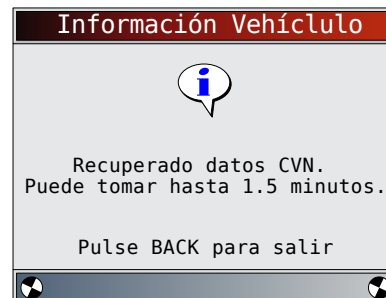 Información Vehíclulo
Recuperado datos CVN.
Puede tomar hasta 1.5 minutos.
Pulse BACK para salir